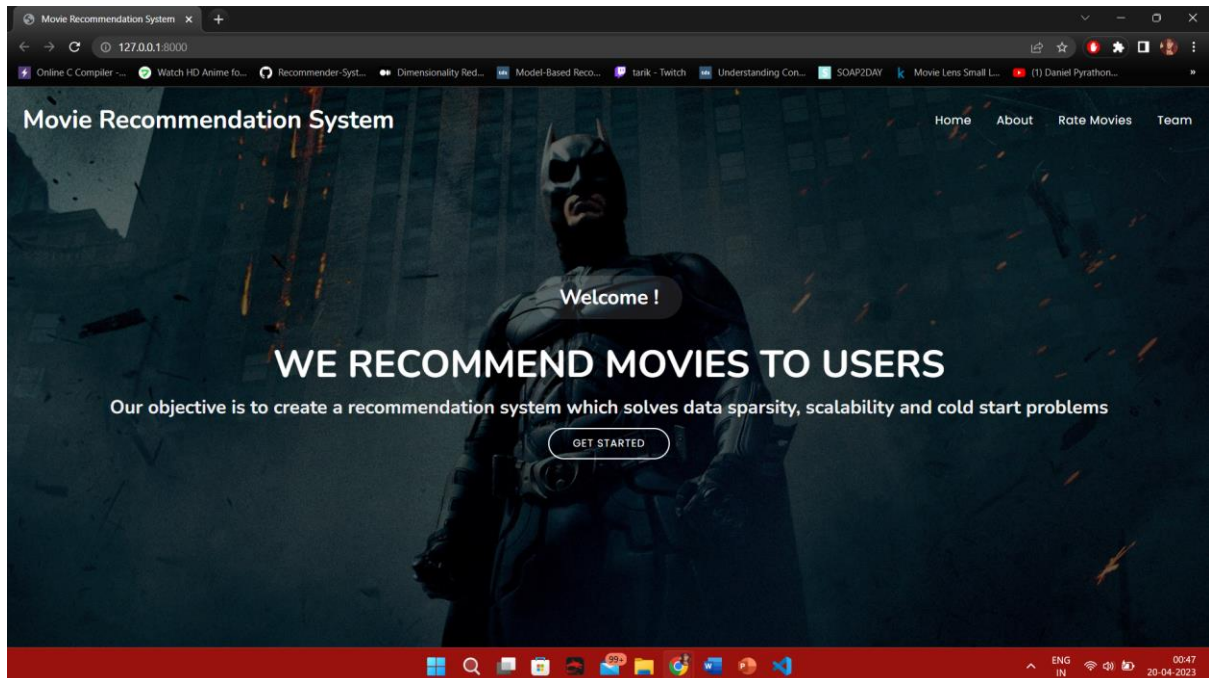 Movie Recommendation System
127.0.0.1:8000
Online C Compiler -... Watch HD Anime fo... Recommender-Syst... Dimensionality Red... Model-Based Reco... tarik - Twitch Understanding Con... SOAP2DAY Movie Lens Small L... (1) Daniel Pyrathon...
Movie Recommendation System Home About Rate Movies Team
Welcome !
WE RECOMMEND MOVIES TO USERS
Our objective is to create a recommendation system which solves data sparsity, scalability and cold start problems
GET STARTED
99+
ENG 00:47
IN 20-04-2023